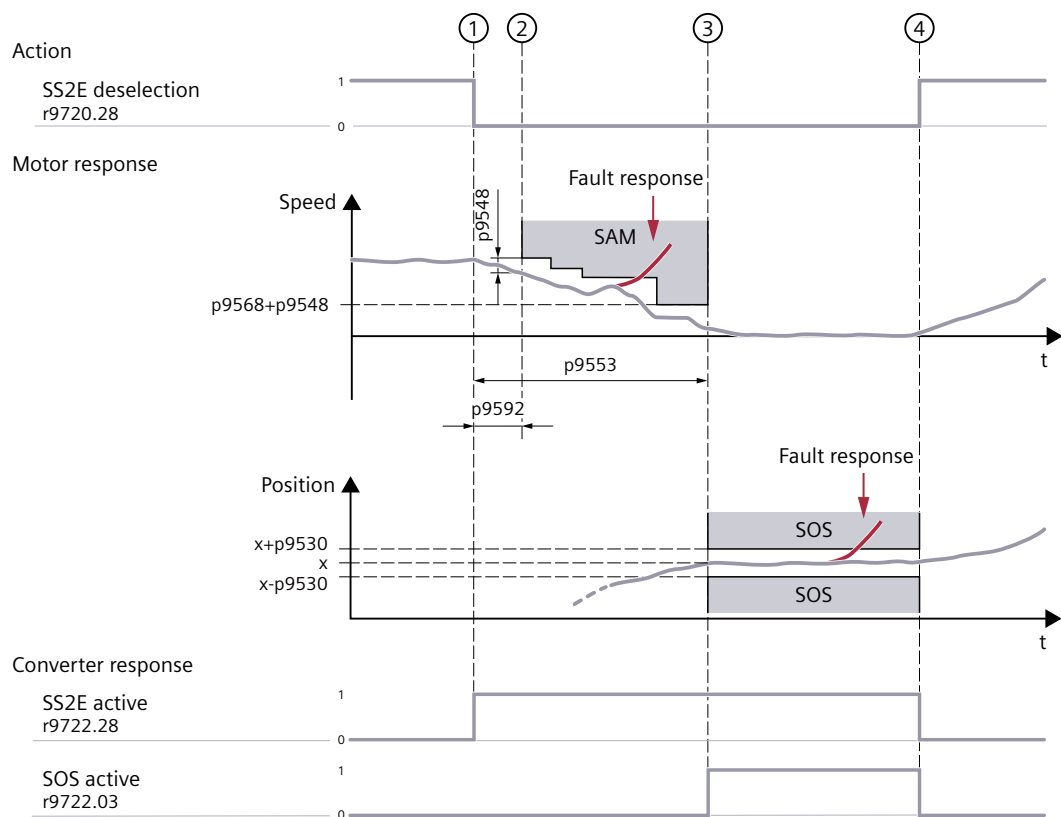 1
2
3
4
Action
SS2E deselection
r9720.28
1
0
Motor response
Speed
p9548
Fault response
SAM
p9568+p9548
t
p9553
p9592
Position
Fault response
SOS
x+p9530
x
x-p9530
SOS
t
Converter response
SS2E active
r9722.28
1
0
SOS active
r9722.03
1
0